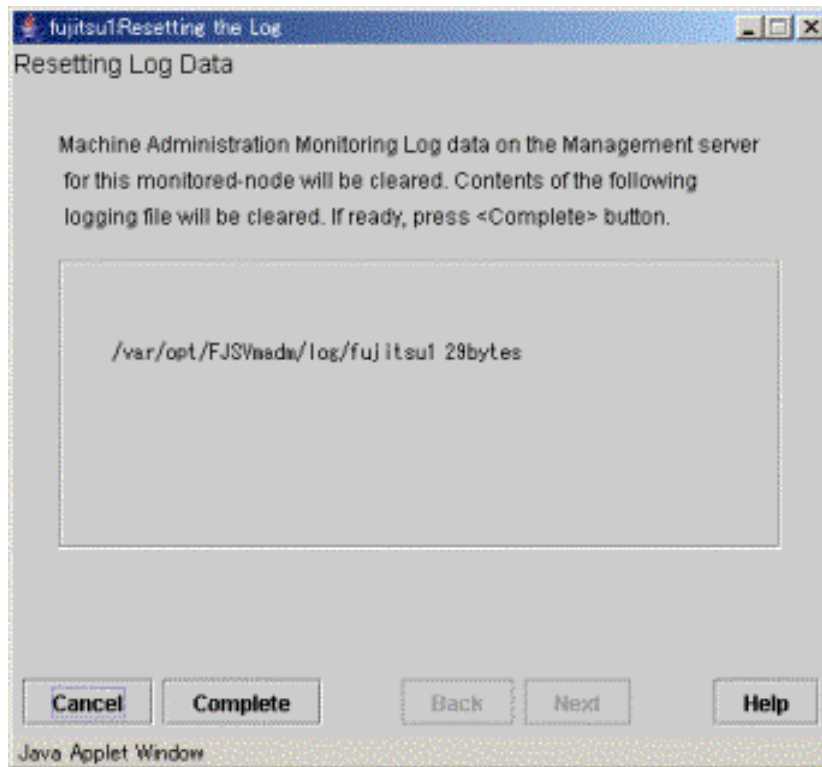 fujitsu1:Resetting the Log
Resetting Log Data
Machine Administration Monitoring Log data on the Management server
for this monitored-node will be cleared. Contents of the following
logging file will be cleared. If ready, press <Complete> button.
/var/opt/FJSVmadm/log/fujitsu1 29bytes
Cancel Complete Back Next Help
Java Applet Window